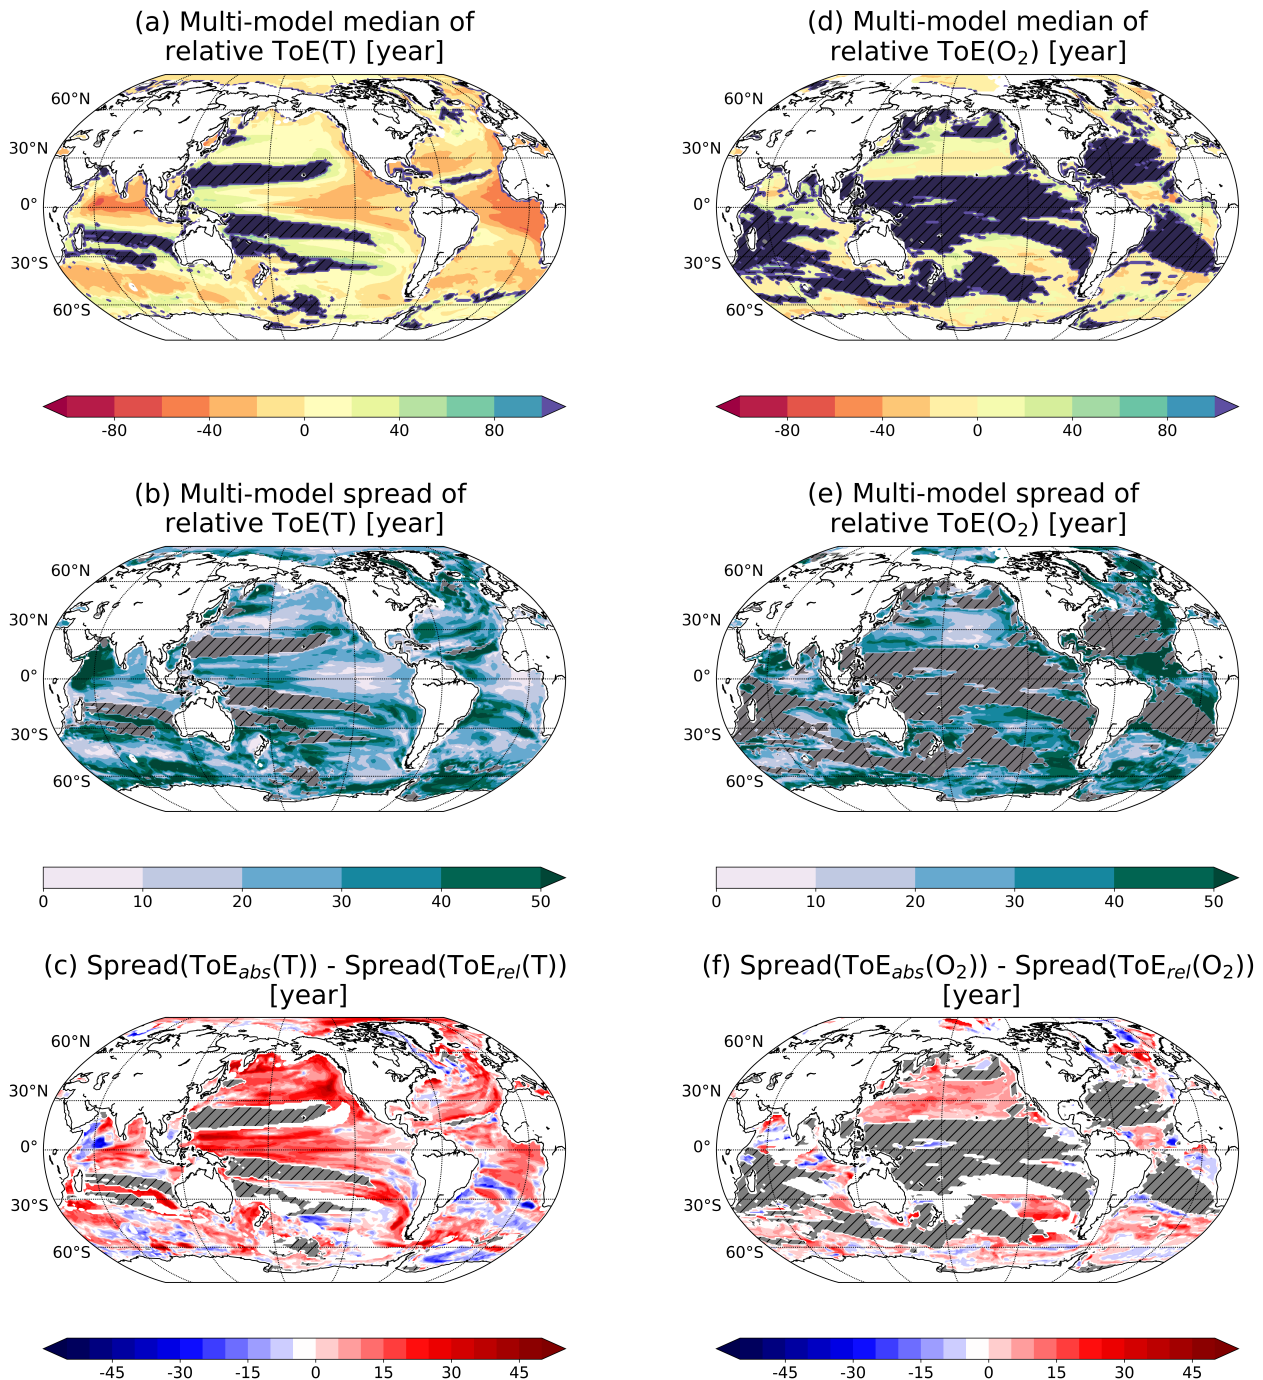 (a) Multi-model median of
relative ToE(T) [year]
60°N
30°N
0°
30°S
60°S
-80 -40 0 40 80
(d) Multi-model median of
relative ToE(O₂) [year]
60°N
30°N
0°
30°S
60°S
-80 -40 0 40 80
(b) Multi-model spread of
relative ToE(T) [year]
60°N
30°N
0°
30°S
60°S
0 10 20 30 40 50
(e) Multi-model spread of
relative ToE(O₂) [year]
60°N
30°N
0°
30°S
60°S
0 10 20 30 40 50
(c) Spread(ToEabs(T)) - Spread(ToErel(T))
[year]
60°N
30°N
0°
30°S
60°S
-45 -30 -15 0 15 30 45
(f) Spread(ToEabs(O₂)) - Spread(ToErel(O₂))
[year]
60°N
30°N
0°
30°S
60°S
-45 -30 -15 0 15 30 45